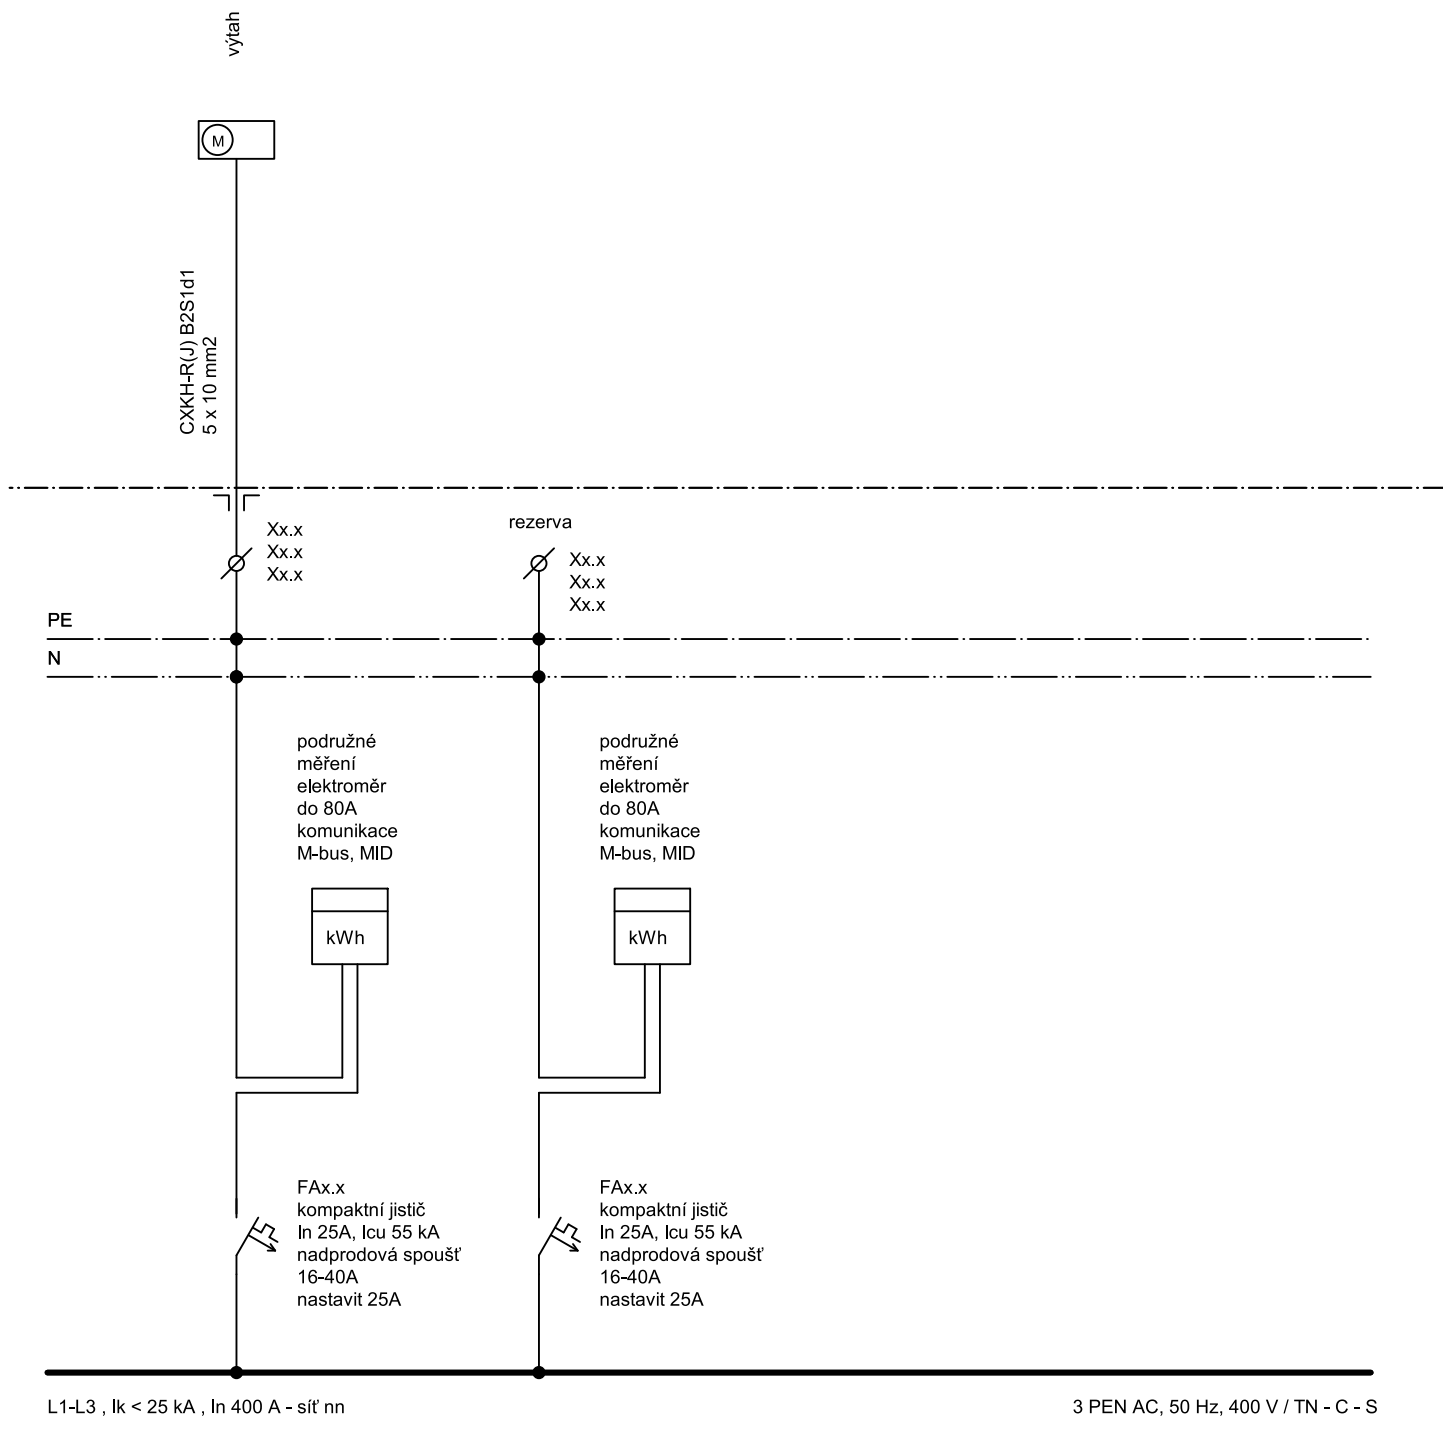 výtah
M
CXKH-R(J) B2S1d1
5 x 10 mm2
Xx.x
Xx.x
Xx.x
rezerva
Xx.x
Xx.x
Xx.x
PE
N
podružné
měření
elektroměr
do 80A
komunikace
M-bus, MID
kWh
podružné
měření
elektroměr
do 80A
komunikace
M-bus, MID
kWh
FAx.x
kompaktní jistič
In 25A, Icu 55 kA
nadprodová spoušť
16-40A
nastavit 25A
FAx.x
kompaktní jistič
In 25A, Icu 55 kA
nadprodová spoušť
16-40A
nastavit 25A
L1-L3 , Ik < 25 kA , In 400 A - síť nn
3 PEN AC, 50 Hz, 400 V / TN - C - S